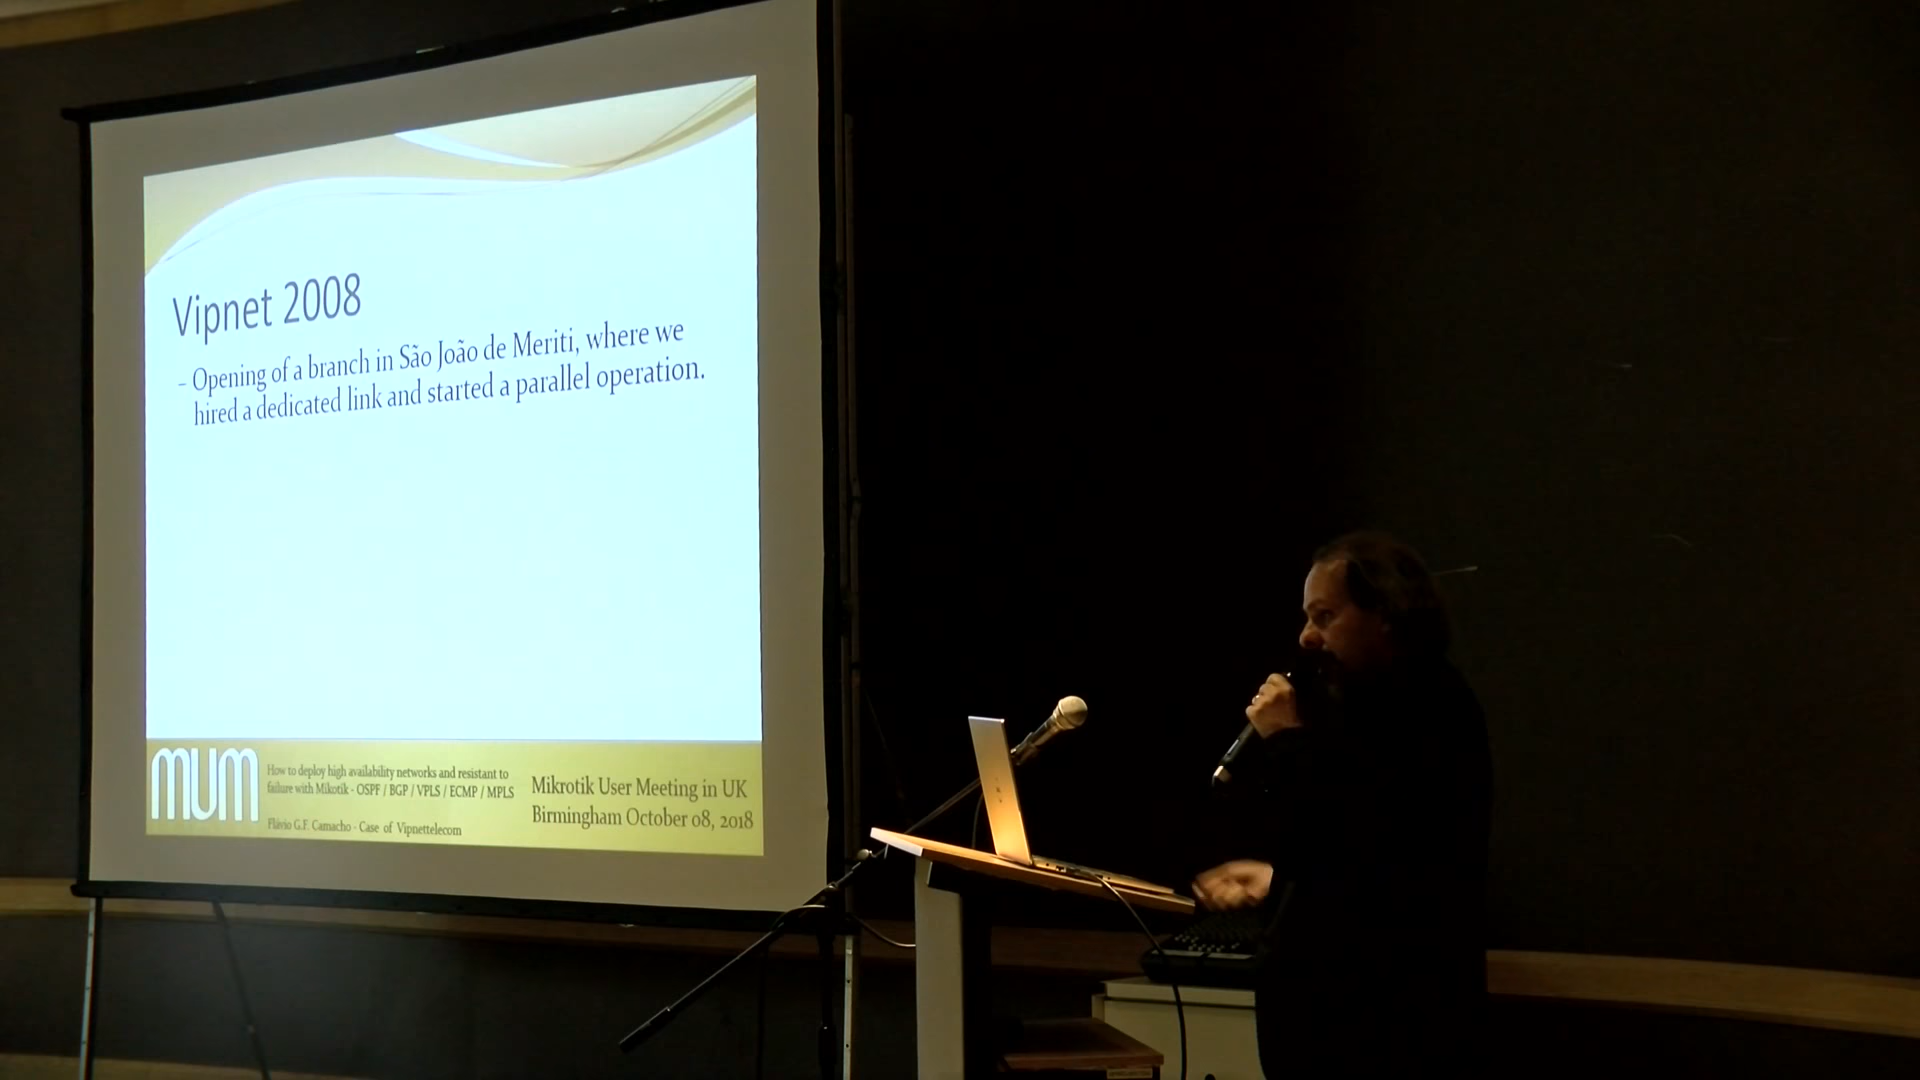 Vipnet 2008
– Opening of a branch in São João de Meriti, where we
hired a dedicated link and started a parallel operation.
mum
How to deploy high availability networks and resistant to
failure with Mikotik - OSPF / BGP / VPLS / ECMP / MPLS
Flávio G.F. Camacho - Case of Vipnettelecom
Mikrotik User Meeting in UK
Birmingham October 08, 2018